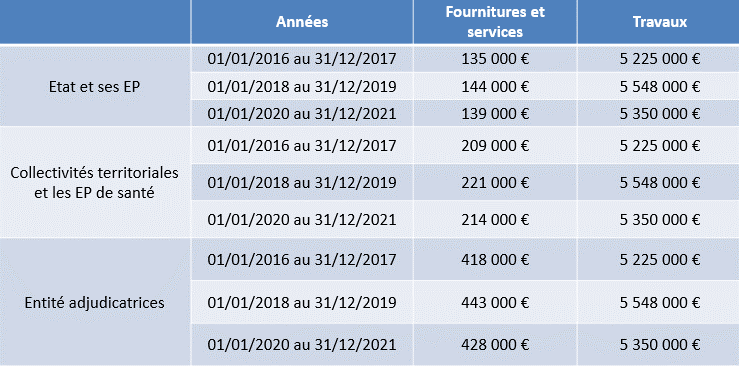 Années Fournitures et services Travaux
Etat et ses EP
01/01/2016 au 31/12/2017 135 000 € 5 225 000 €
01/01/2018 au 31/12/2019 144 000 € 5 548 000 €
01/01/2020 au 31/12/2021 139 000 € 5 350 000 €
Collectivités territoriales
et les EP de santé
01/01/2016 au 31/12/2017 209 000 € 5 225 000 €
01/01/2018 au 31/12/2019 221 000 € 5 548 000 €
01/01/2020 au 31/12/2021 214 000 € 5 350 000 €
Entité adjudicatrices
01/01/2016 au 31/12/2017 418 000 € 5 225 000 €
01/01/2018 au 31/12/2019 443 000 € 5 548 000 €
01/01/2020 au 31/12/2021 428 000 € 5 350 000 €